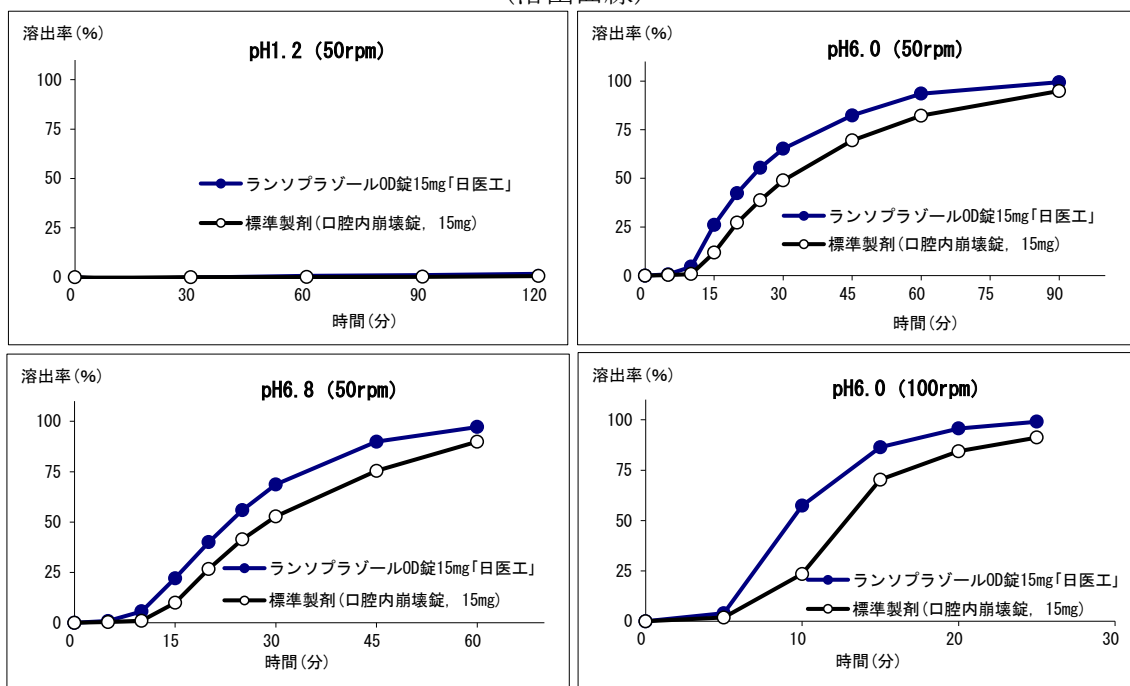 溶出率(%)
pH1.2 (50rpm)
100
75
50
25
0
ランソプラゾールOD錠15mg「日医工」
標準製剤(口腔内崩壊錠, 15mg)
0 30 60 90 120
時間(分)
溶出率(%)
pH6.0 (50rpm)
100
75
50
25
0
ランソプラゾールOD錠15mg「日医工」
標準製剤(口腔内崩壊錠, 15mg)
0 15 30 45 60 75 90
時間(分)
溶出率(%)
pH6.8 (50rpm)
100
75
50
25
0
ランソプラゾールOD錠15mg「日医工」
標準製剤(口腔内崩壊錠, 15mg)
0 15 30 45 60
時間(分)
溶出率(%)
pH6.0 (100rpm)
100
75
50
25
0
ランソプラゾールOD錠15mg「日医工」
標準製剤(口腔内崩壊錠, 15mg)
0 10 20 30
時間(分)